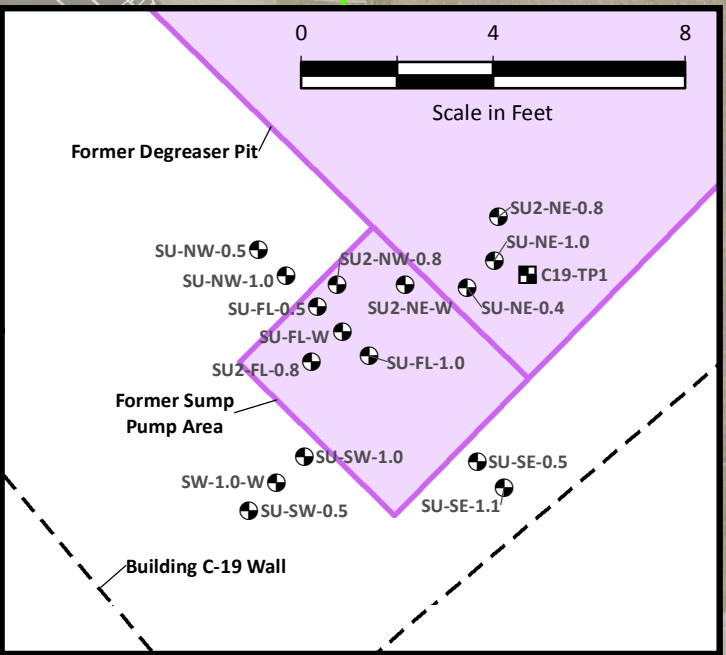 0 4 8
Scale in Feet
Former Degreaser Pit
SU2-NE-0.8
SU-NE-1.0
SU-NW-0.5
SU2-NW-0.8
C19-TP1
SU-NW-1.0
SU-FL-0.5
SU2-NE-W
SU-NE-0.4
SU-FL-W
SU-FL-1.0
SU2-FL-0.8
Former Sump
Pump Area
SU-SW-1.0
SU-SE-0.5
SW-1.0-W
SU-SW-0.5
SU-SE-1.1
Building C-19 Wall